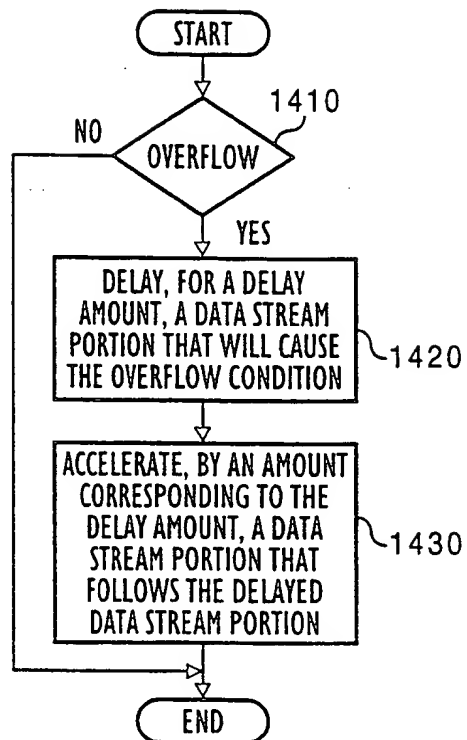 START
1410
NO
OVERFLOW
YES
DELAY, FOR A DELAY
AMOUNT, A DATA STREAM
PORTION THAT WILL CAUSE
THE OVERFLOW CONDITION
1420
ACCELERATE, BY AN AMOUNT
CORRESPONDING TO THE
DELAY AMOUNT, A DATA
STREAM PORTION THAT
FOLLOWS THE DELAYED
DATA STREAM PORTION
1430
END